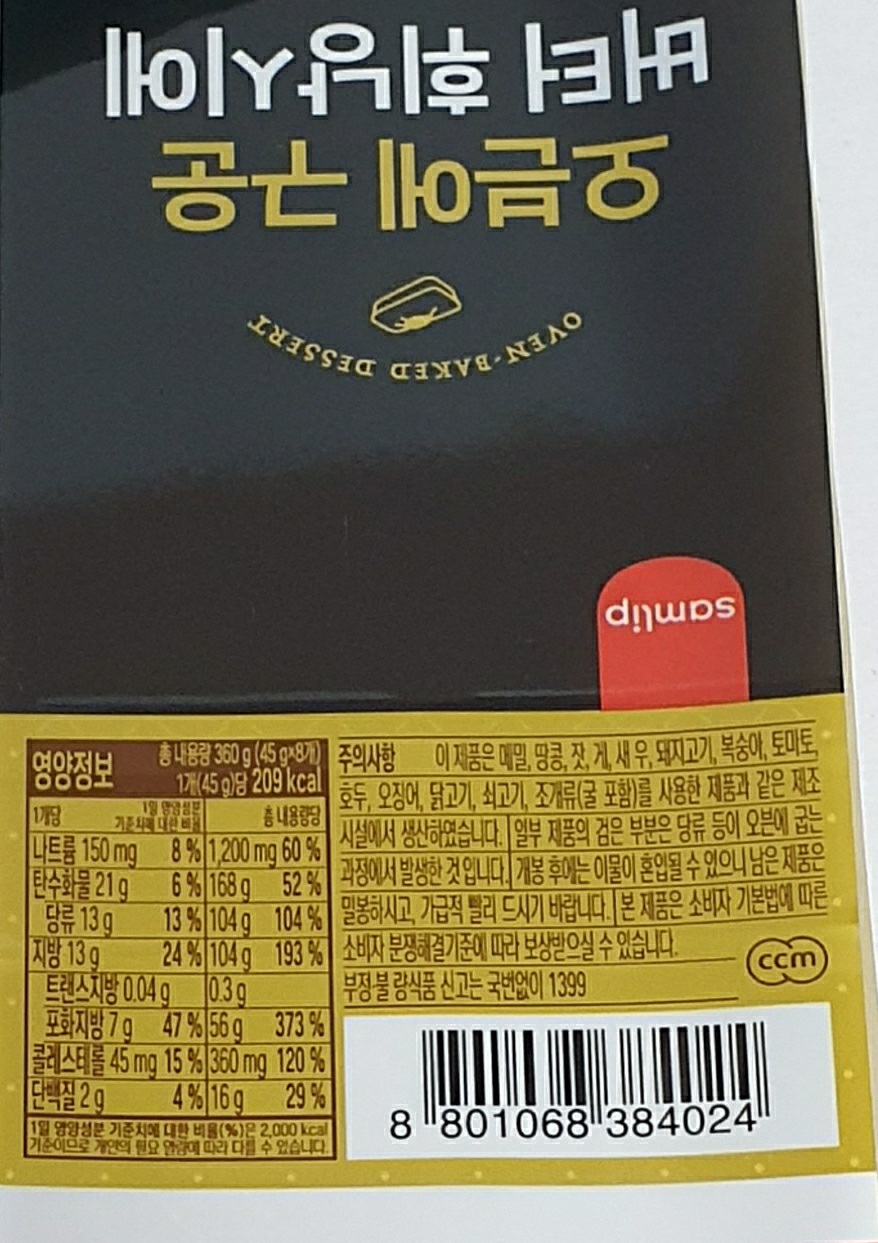 버터 휘낭시에
오븜에 구웅
OVEN-BAKED DESSERT
samlip
영양정보
총 내용량 360 g (45 g×8개)
1개(45 g)당 209 kcal
1개당 1일 영양성분 기준치에 대한 비율 총 내용량당
나트륨 150 mg 8 % 1,200 mg 60 %
탄수화물 21 g 6 % 168 g 52 %
당류 13 g 13 % 104 g 104 %
지방 13 g 24 % 104 g 193 %
트랜스지방 0.04 g 0.3 g
포화지방 7 g 47 % 56 g 373 %
콜레스테롤 45 mg 15 % 360 mg 120 %
단백질 2 g 4 % 16 g 29 %
1일 영양성분 기준치에 대한 비율(%)은 2,000 kcal
기준이므로 개인의 필요 열량에 따라 다를 수 있습니다.
주의사항 이 제품은 메밀, 땅콩, 잣, 게, 새우, 돼지고기, 복숭아, 토마토,
호두, 오징어, 닭고기, 쇠고기, 조개류(굴 포함)를 사용한 제품과 같은 제조
시설에서 생산하였습니다. | 일부 제품의 검은 부분은 당류 등이 오븐에 굽는
과정에서 발생한 것입니다. | 개봉 후에는 이물이 혼입될 수 있으니 남은 제품은
밀봉하시고, 가급적 빨리 드시기 바랍니다. | 본 제품은 소비자 기본법에 따른
소비자 분쟁해결기준에 따라 보상받으실 수 있습니다.
부정·불량식품 신고는 국번없이 1399
ccm
8 801068 384024